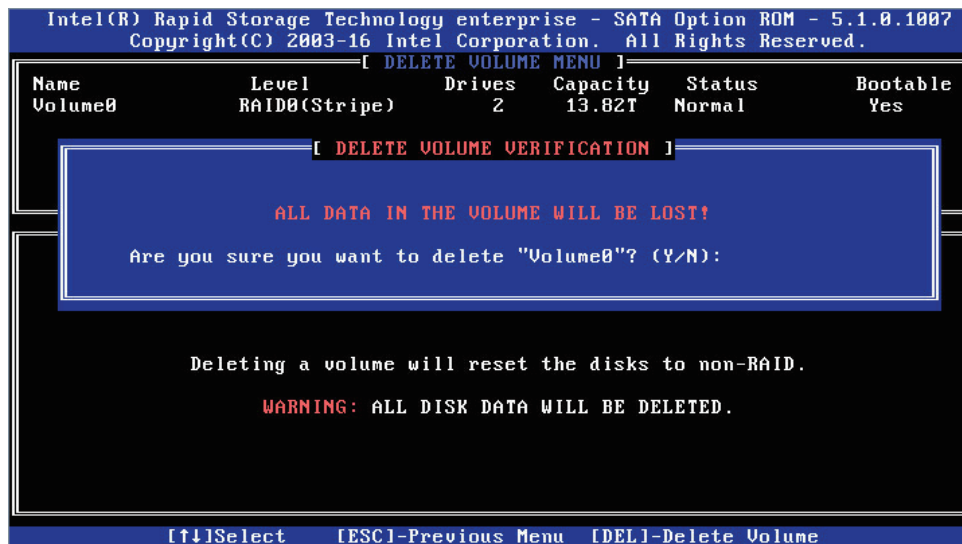 Intel(R) Rapid Storage Technology enterprise - SATA Option ROM - 5.1.0.1007
Copyright(C) 2003-16 Intel Corporation. All Rights Reserved.
[ DELETE VOLUME MENU ]
Name Level Drives Capacity Status Bootable
Volume0 RAID0(Stripe) 2 13.82T Normal Yes
[ DELETE VOLUME VERIFICATION ]
ALL DATA IN THE VOLUME WILL BE LOST!
Are you sure you want to delete "Volume0"? (Y/N):
Deleting a volume will reset the disks to non-RAID.
WARNING: ALL DISK DATA WILL BE DELETED.
[↑↓]Select [ESC]-Previous Menu [DEL]-Delete Volume